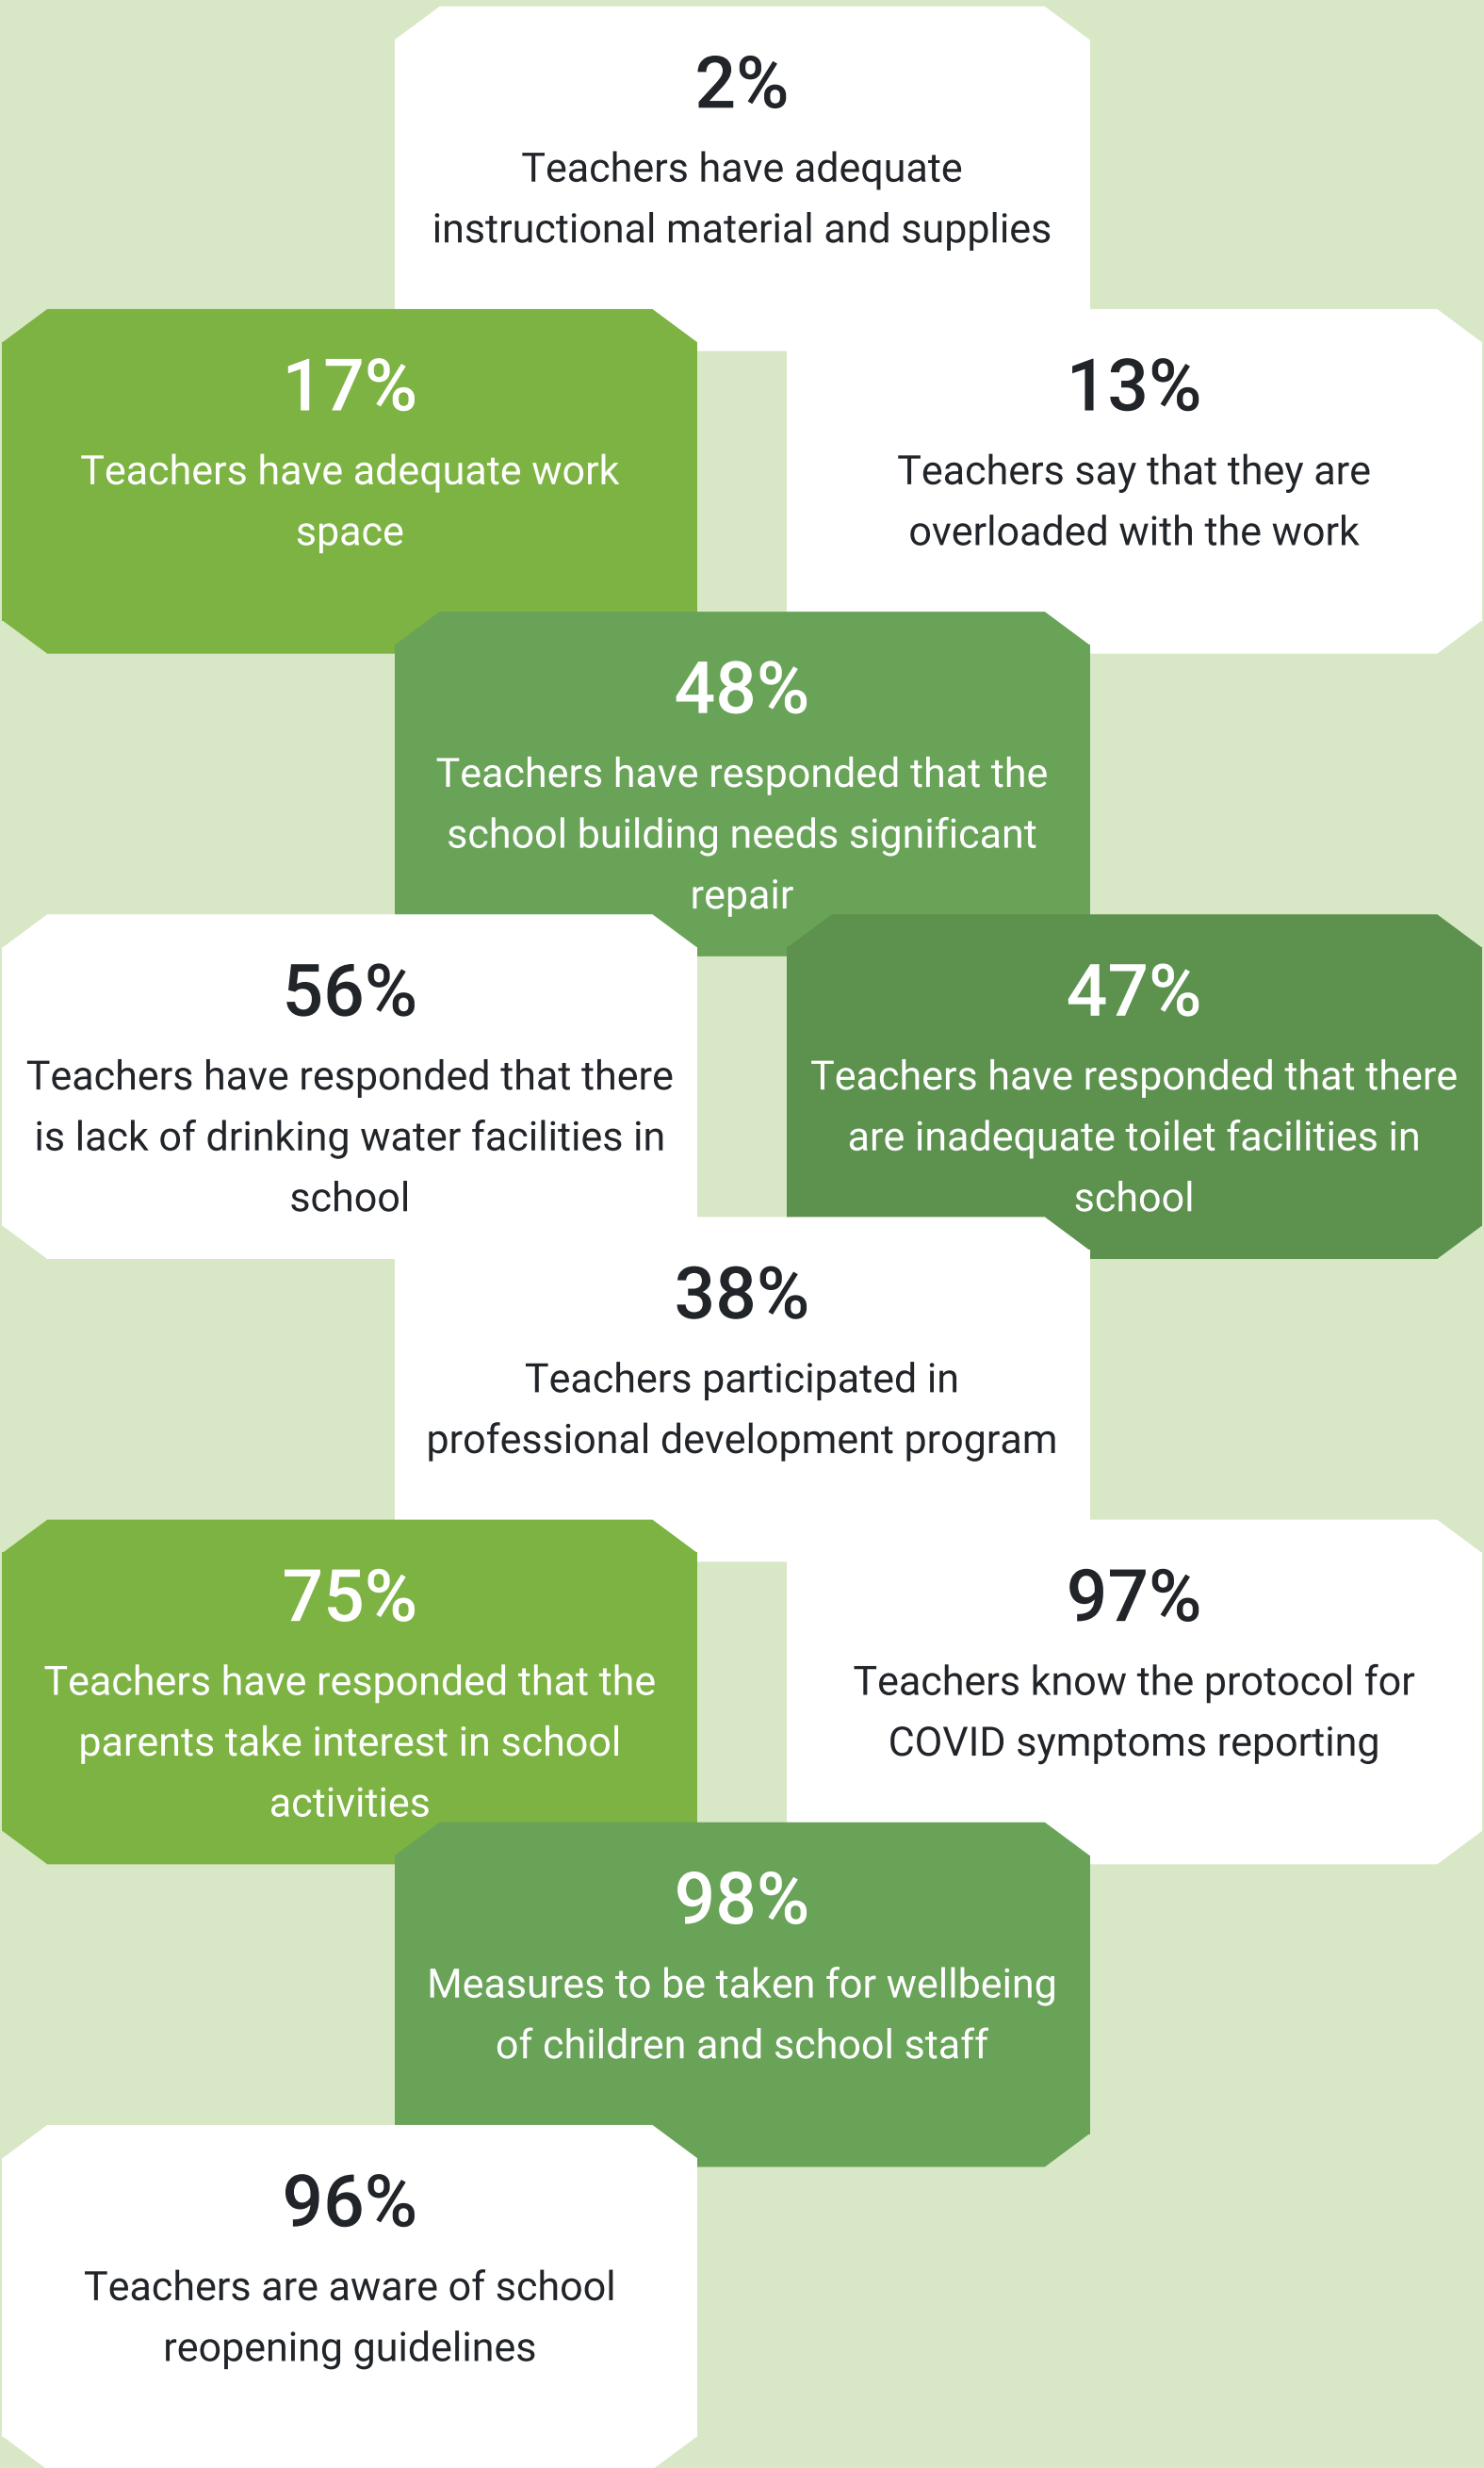 2%
Teachers have adequate
instructional material and supplies
17%
Teachers have adequate work
space
13%
Teachers say that they are
overloaded with the work
48%
Teachers have responded that the
school building needs significant
repair
56%
Teachers have responded that there
is lack of drinking water facilities in
school
47%
Teachers have responded that there
are inadequate toilet facilities in
school
38%
Teachers participated in
professional development program
75%
Teachers have responded that the
parents take interest in school
activities
97%
Teachers know the protocol for
COVID symptoms reporting
98%
Measures to be taken for wellbeing
of children and school staff
96%
Teachers are aware of school
reopening guidelines